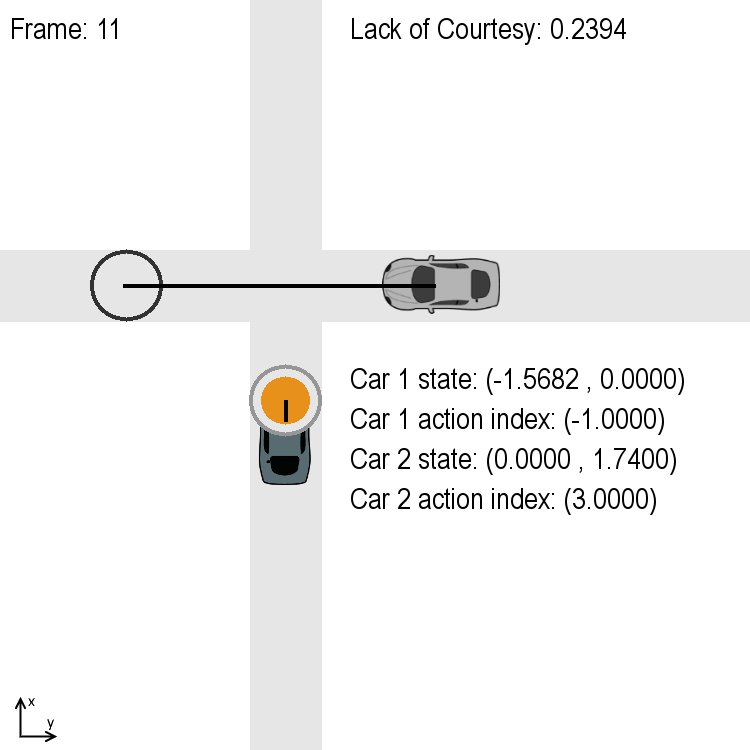 Frame: 11
Lack of Courtesy: 0.2394
Car 1 state: (-1.5682 , 0.0000)
Car 1 action index: (-1.0000)
Car 2 state: (0.0000 , 1.7400)
Car 2 action index: (3.0000)
x
y